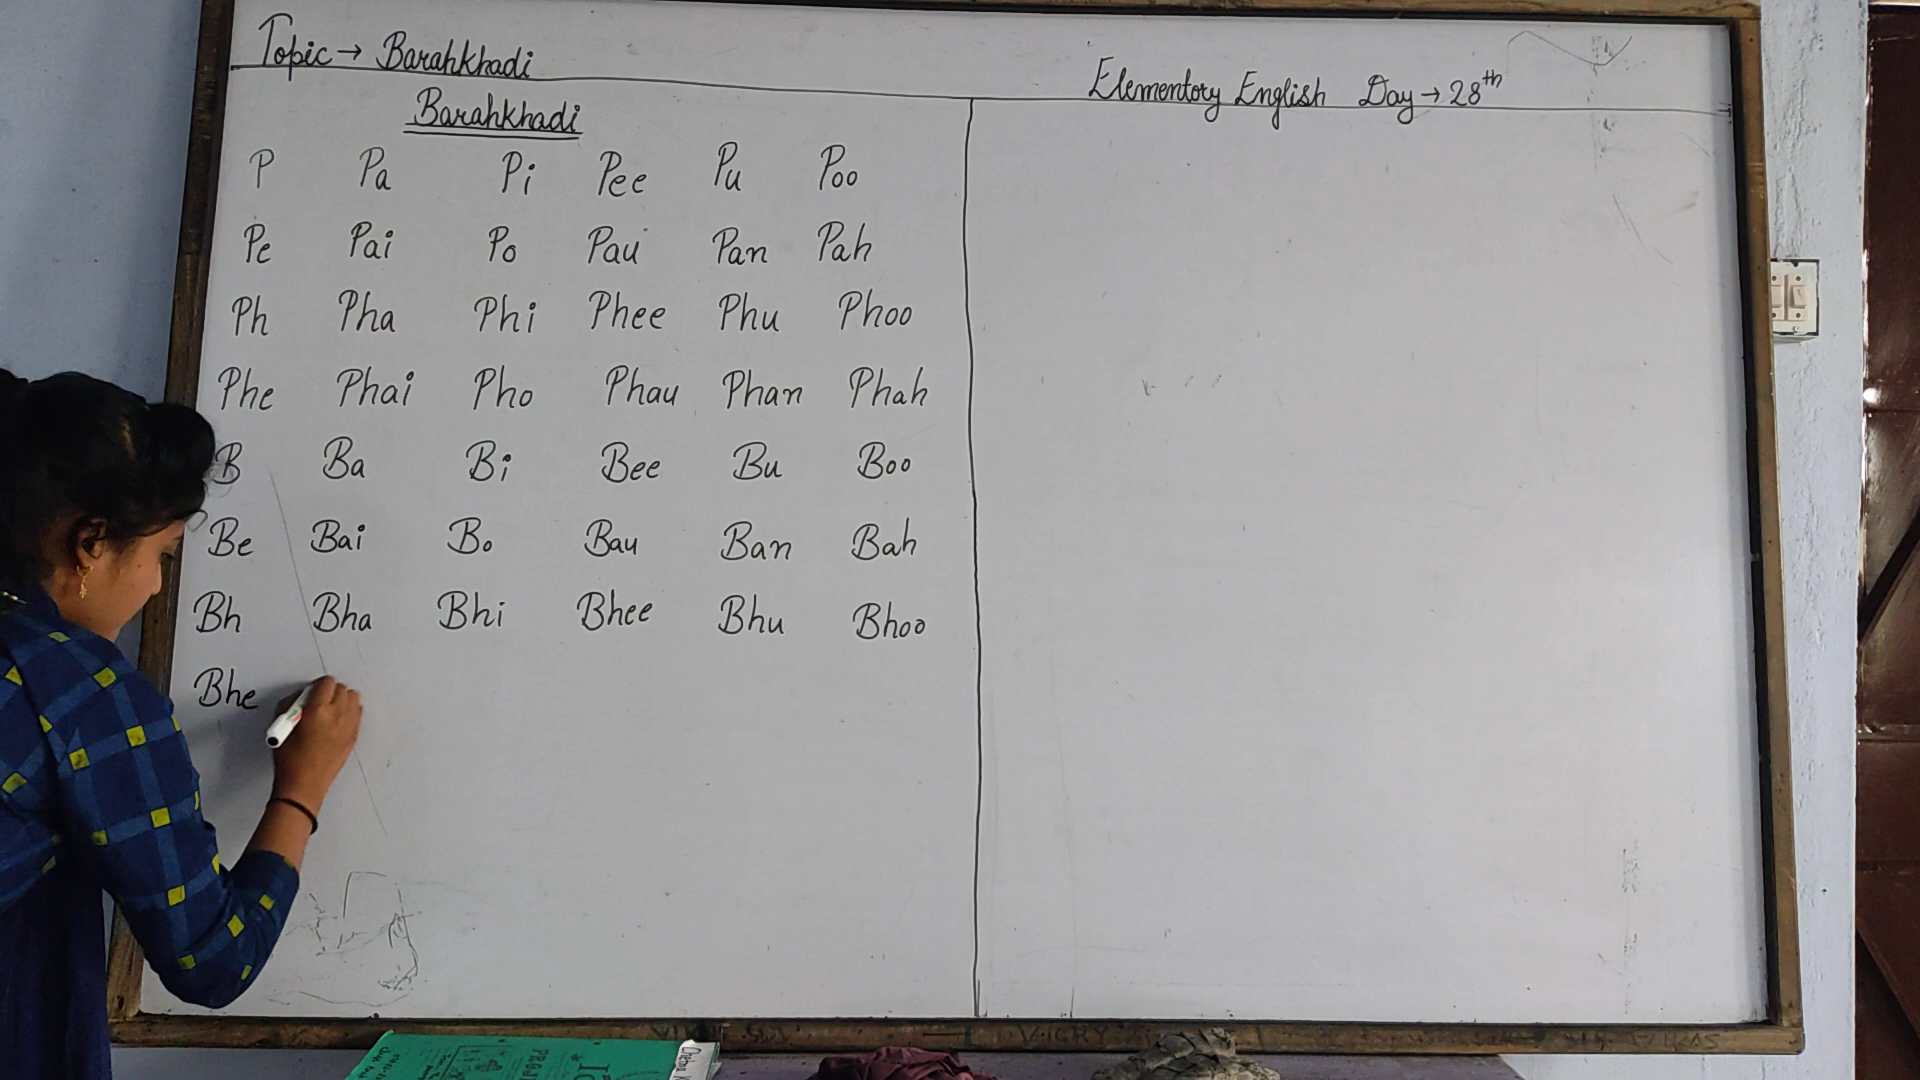 Topic → Barahkhadi
Elementory English Day → 28th
Barahkhadi
P Pa Pi Pee Pu Poo
Pe Pai Po Pau Pan Pah
Ph Pha Phi Phee Phu Phoo
Phe Phai Pho Phau Phan Phah
B Ba Bi Bee Bu Boo
Be Bai Bo Bau Ban Bah
Bh Bha Bhi Bhee Bhu Bhoo
Bhe